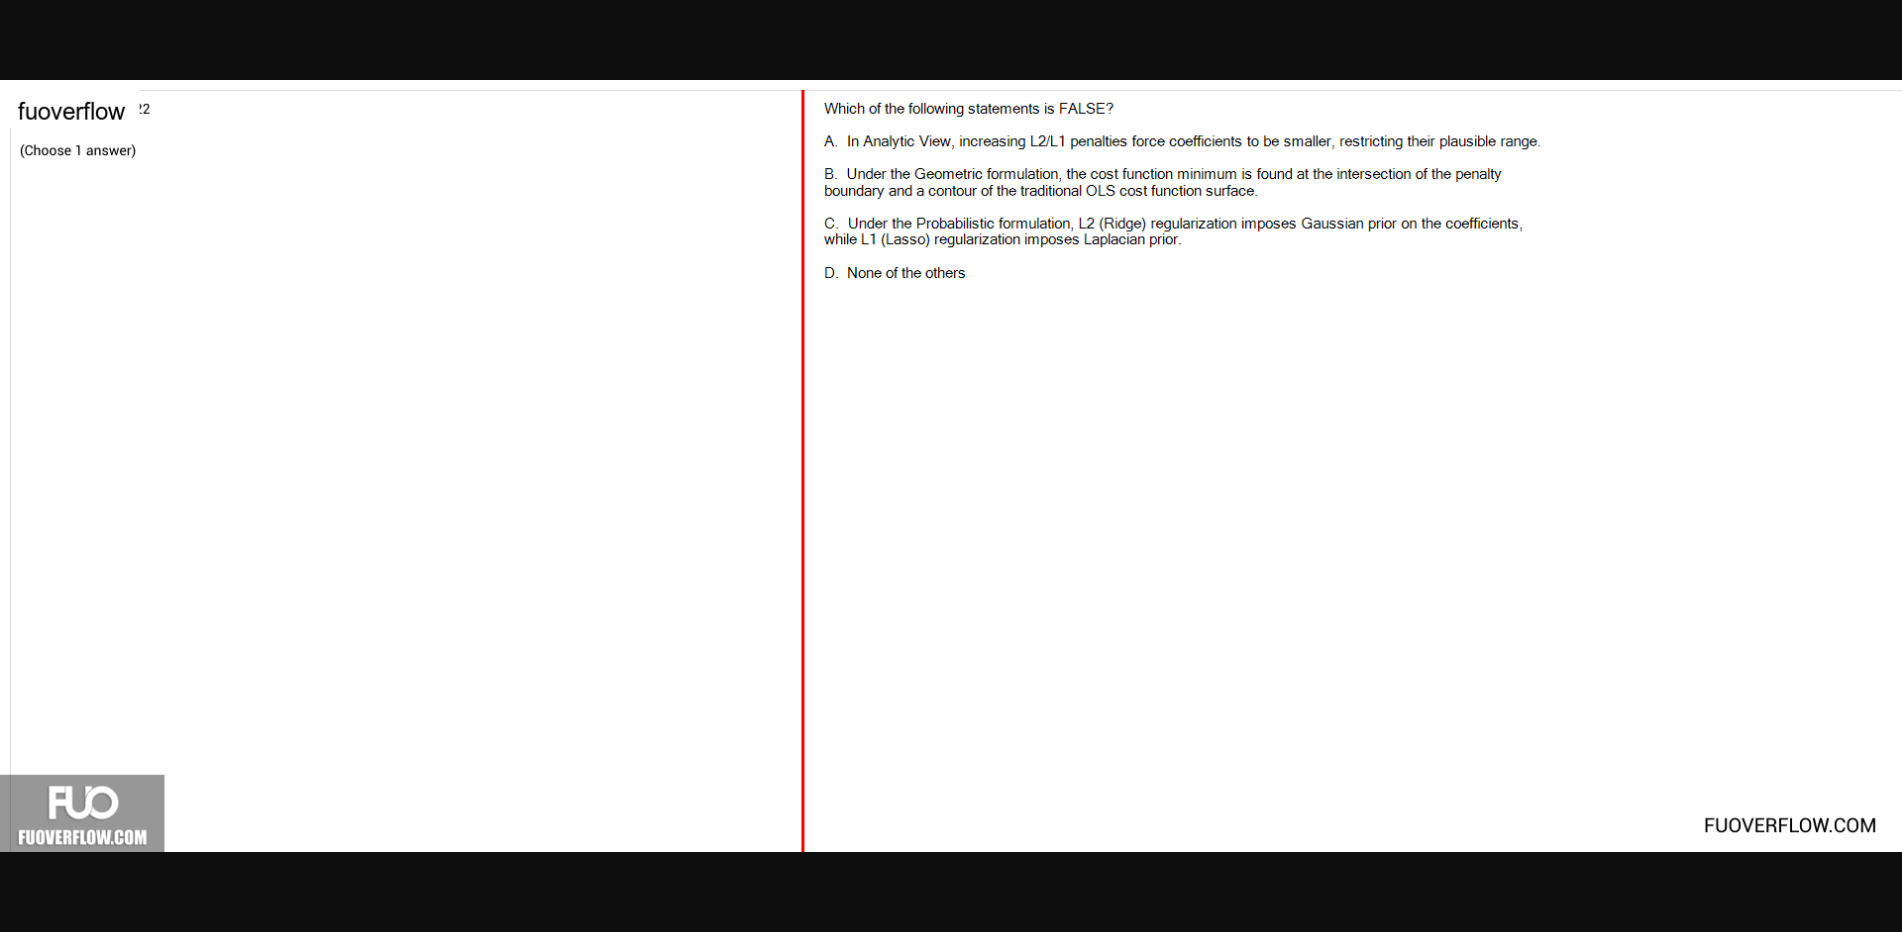 fuoverflow
22
(Choose 1 answer)
Which of the following statements is FALSE?
A. In Analytic View, increasing L2/L1 penalties force coefficients to be smaller, restricting their plausible range.
B. Under the Geometric formulation, the cost function minimum is found at the intersection of the penalty
boundary and a contour of the traditional OLS cost function surface.
C. Under the Probabilistic formulation, L2 (Ridge) regularization imposes Gaussian prior on the coefficients,
while L1 (Lasso) regularization imposes Laplacian prior.
D. None of the others
FUO
FUOVERFLOW.COM
FUOVERFLOW.COM